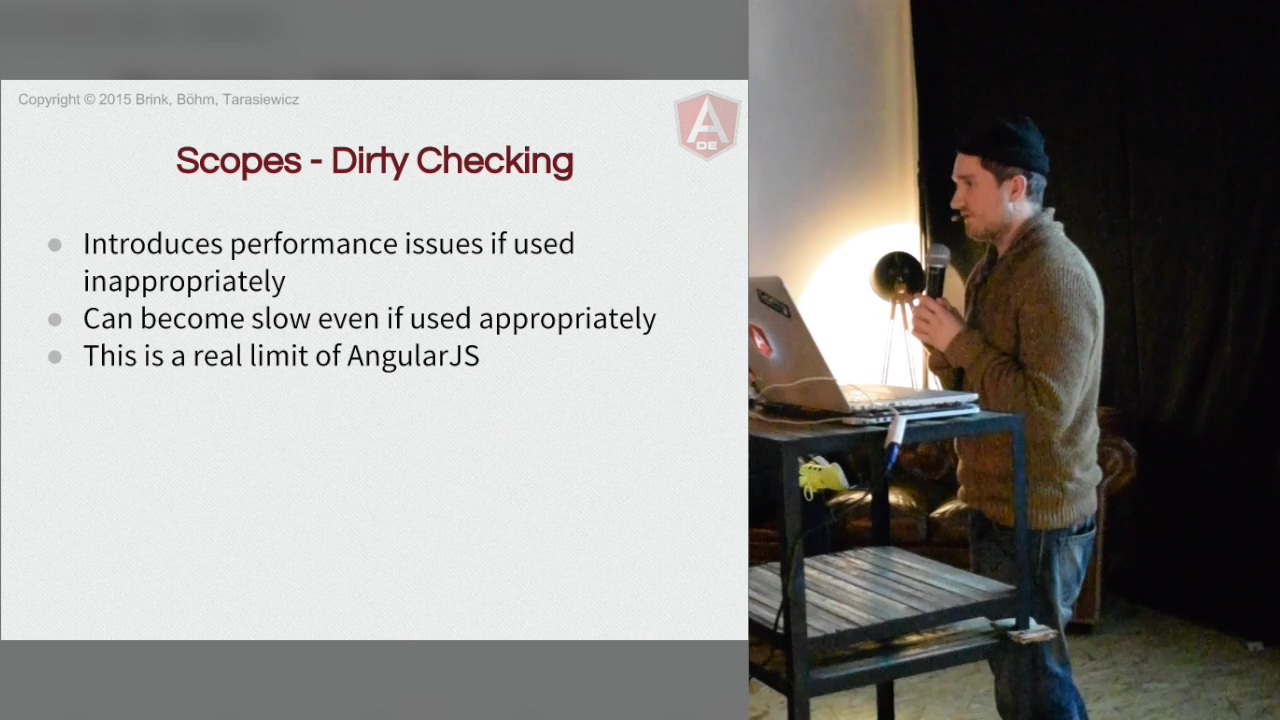 Copyright © 2015 Brink, Böhm, Tarasiewicz
A
DE
Scopes - Dirty Checking
Introduces performance issues if used
inappropriately
Can become slow even if used appropriately
This is a real limit of AngularJS